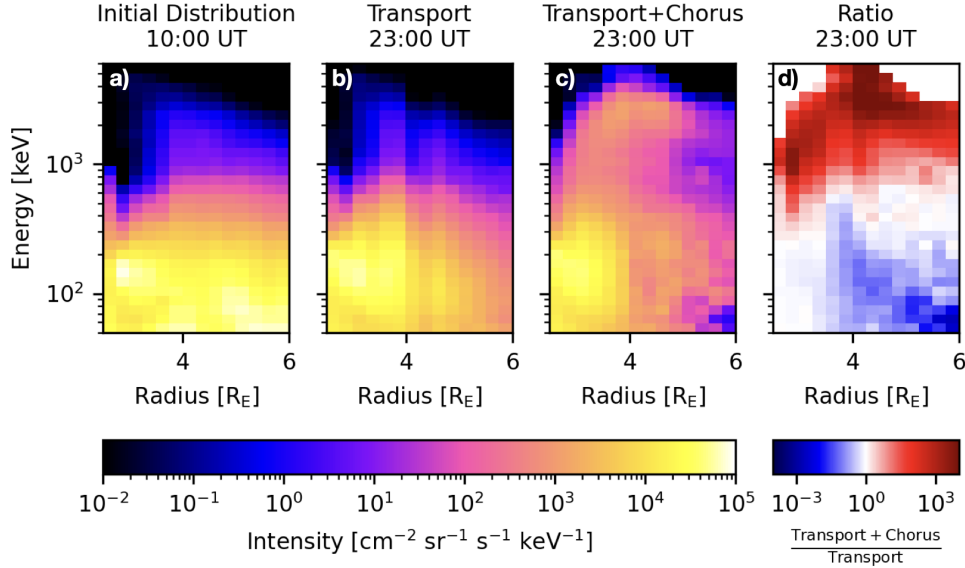 Initial Distribution
10:00 UT
Transport
23:00 UT
Transport+Chorus
23:00 UT
Ratio
23:00 UT
a)
b)
c)
d)
Energy [keV]
10³
10²
4 6
4 6
4 6
4 6
Radius [R_E]
Radius [R_E]
Radius [R_E]
Radius [R_E]
10⁻² 10⁻¹ 10⁰ 10¹ 10² 10³ 10⁴ 10⁵
Intensity [cm⁻² sr⁻¹ s⁻¹ keV⁻¹]
10⁻³ 10⁰ 10³
Transport + Chorus
Transport